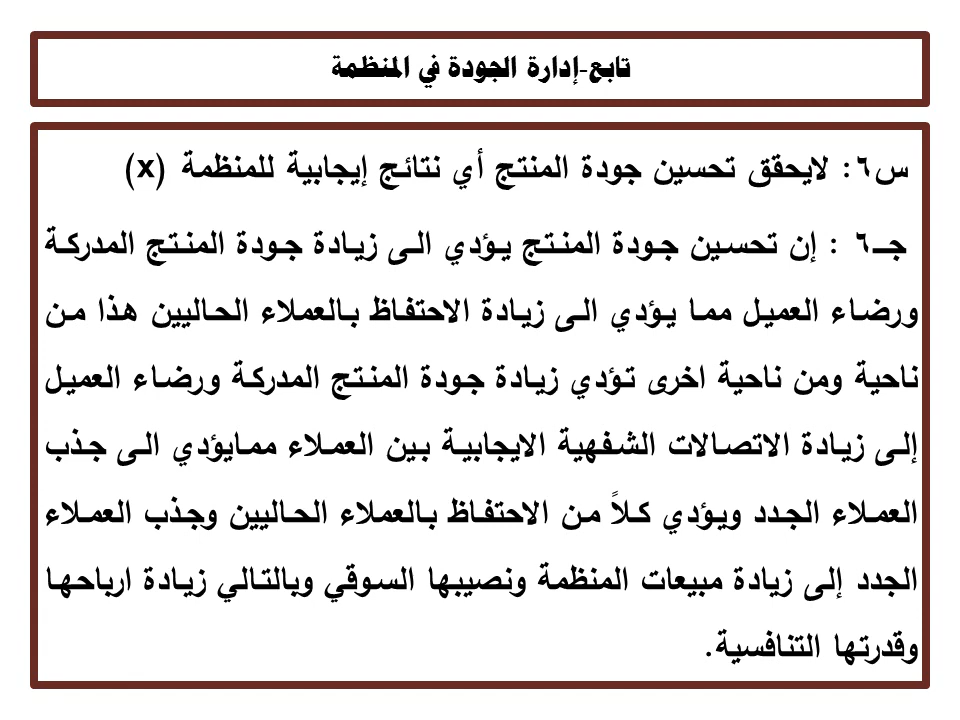 تابع-إدارة الجودة في المنظمة
س٦: لايحقق تحسين جودة المنتج أي نتائج إيجابية للمنظمة (x)
جـ٦ : إن تحسين جودة المنتج يؤدي الى زيادة جودة المنتج المدركة
ورضاء العميل مما يؤدي الى زيادة الاحتفاظ بالعملاء الحاليين هذا من
ناحية ومن ناحية اخرى تؤدي زيادة جودة المنتج المدركة ورضاء العميل
إلى زيادة الاتصالات الشفهية الايجابية بين العملاء ممايؤدي الى جذب
العملاء الجدد ويؤدي كلاً من الاحتفاظ بالعملاء الحاليين وجذب العملاء
الجدد إلى زيادة مبيعات المنظمة ونصيبها السوقي وبالتالي زيادة ارباحها
وقدرتها التنافسية.